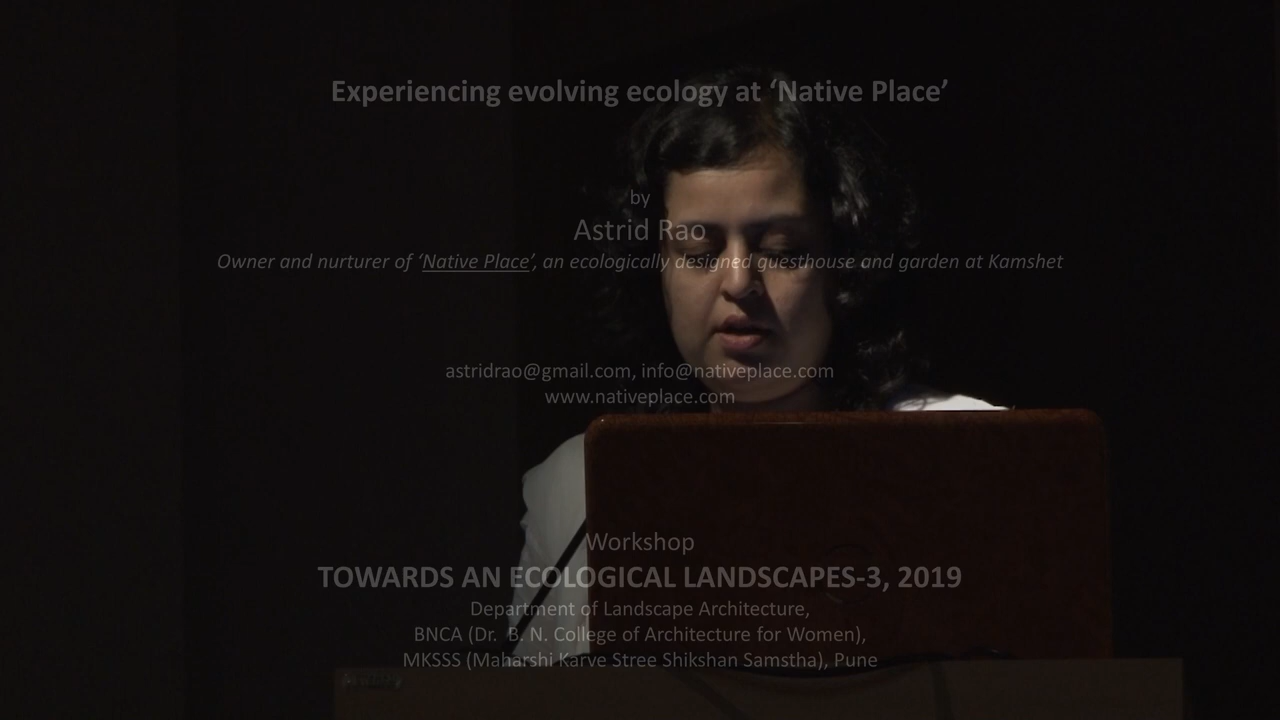 Experiencing evolving ecology at ‘Native Place’
by
Astrid Rao
Owner and nurturer of ‘Native Place’, an ecologically designed guesthouse and garden at Kamshet
astridrao@gmail.com, info@nativeplace.com
www.nativeplace.com
Workshop
TOWARDS AN ECOLOGICAL LANDSCAPES-3, 2019
Department of Landscape Architecture,
BNCA (Dr. B. N. College of Architecture for Women),
MKSSS (Maharshi Karve Stree Shikshan Samstha), Pune